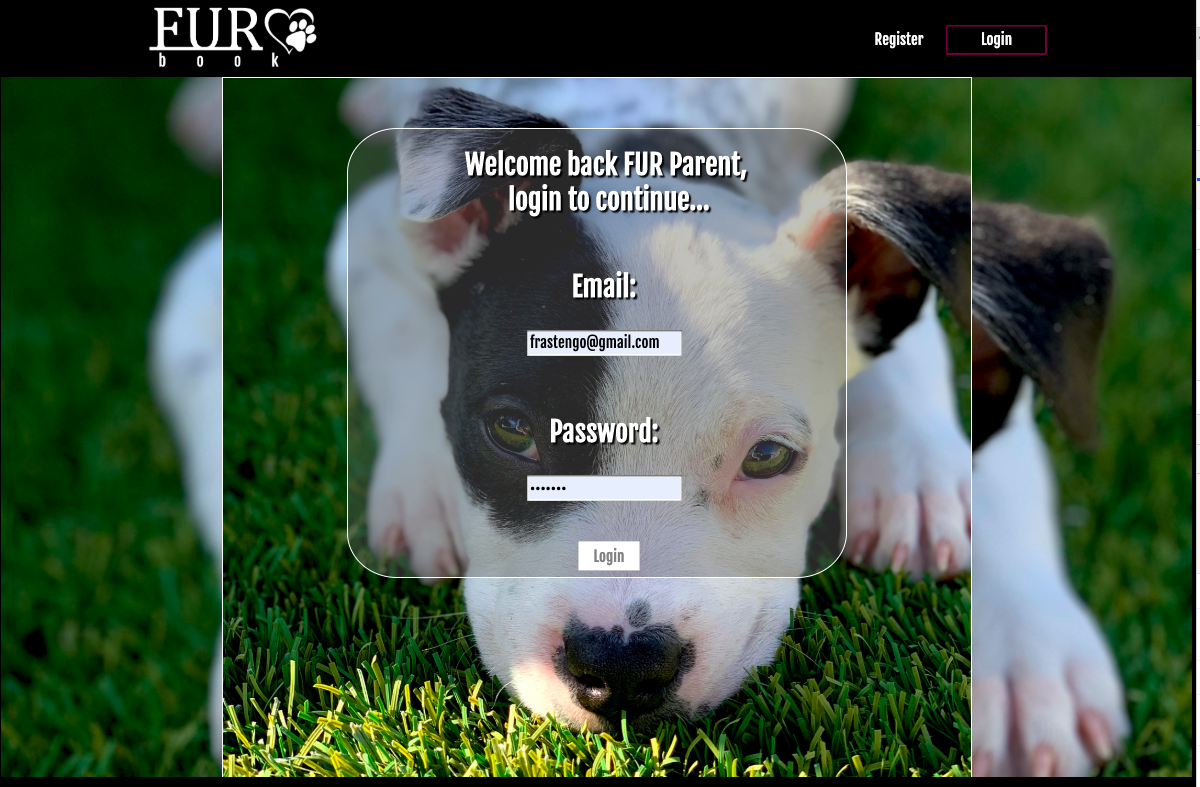 FUR
book
Register
Login
Welcome back FUR Parent,
login to continue...
Email:
frastengo@gmail.com
Password:
•••••••
Login